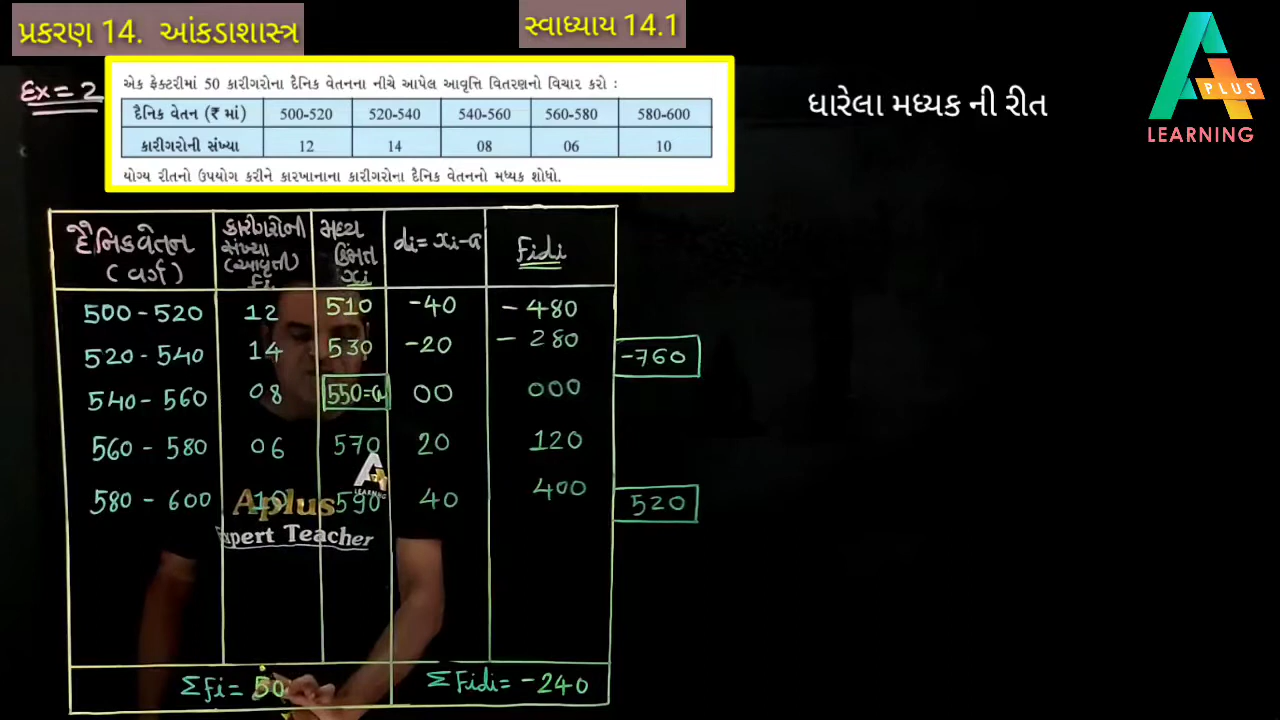 પ્રકરણ 14. આંકડાશાસ્ત્ર
સ્વાધ્યાય 14.1
Ex = 2
એક ફેક્ટરીમાં 50 કારીગરોના દૈનિક વેતનના નીચે આપેલ આવૃત્તિ વિતરણનો વિચાર કરો :
દૈનિક વેતન (₹ માં) 500-520 520-540 540-560 560-580 580-600
કારીગરોની સંખ્યા 12 14 08 06 10
યોગ્ય રીતનો ઉપયોગ કરીને કારખાનાના કારીગરોના દૈનિક વેતનનો મધ્યક શોધો.
ધારેલા મધ્યક ની રીત
A PLUS
LEARNING
દૈનિક વેતન (વર્ગ)
કારીગરોની સંખ્યા (આવૃત્તિ) fi
મધ્ય કિંમત xi
di = xi-a
Fidi
500 - 520 12 510 -40 - 480
520 - 540 14 530 -20 - 280
-760
540 - 560 08 550=a 00 000
560 - 580 06 570 20 120
580 - 600 10 590 40 400
520
LEARNING
Aplus
Expert Teacher
Σfi = 50
Σ Fidi = -240